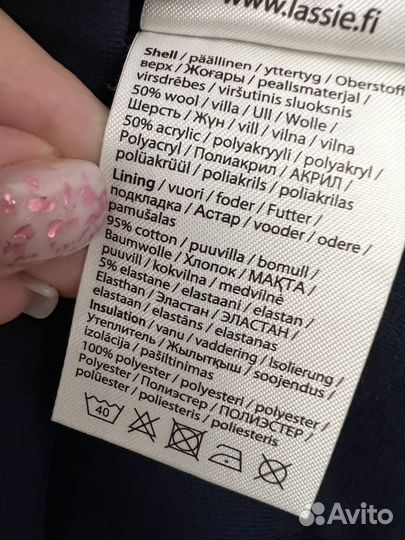 www.lassie.fi
Shell / päällinen / yttertyg / Oberstoff
верх / Жоғары / pealismaterjal /
virsdrēbes / viršutinis sluoksnis
50% wool / villa / Ull / Wolle /
Шерсть / Жүн / vill / vilna / vilna
50% acrylic / polyakryyli / polyakryl /
Polyacryl / Полиакрил / АКРИЛ /
polüakrüül / poliakrils / poliakrilas
Lining / vuori / foder / Futter /
подкладка / Астар / vooder / odere /
pamušalas
95% cotton / puuvilla / bomull /
Baumwolle / Хлопок / МАҚТА /
puuvill / kokvilna / medvilnė
5% elastane / elastaani / elastan /
Elasthan / Эластан / ЭЛАСТАН /
elastaan / elastāns / elastanas
Insulation / vanu / vaddering / Isolierung /
Утеплитель / Жылытқыш / soojendus /
izolācija / pašiltinimas
100% polyester / polyesteri / polyester /
Polyester / Полиэстер / ПОЛИЭСТЕР /
polüester / poliesteris / poliesteris
40
Avito